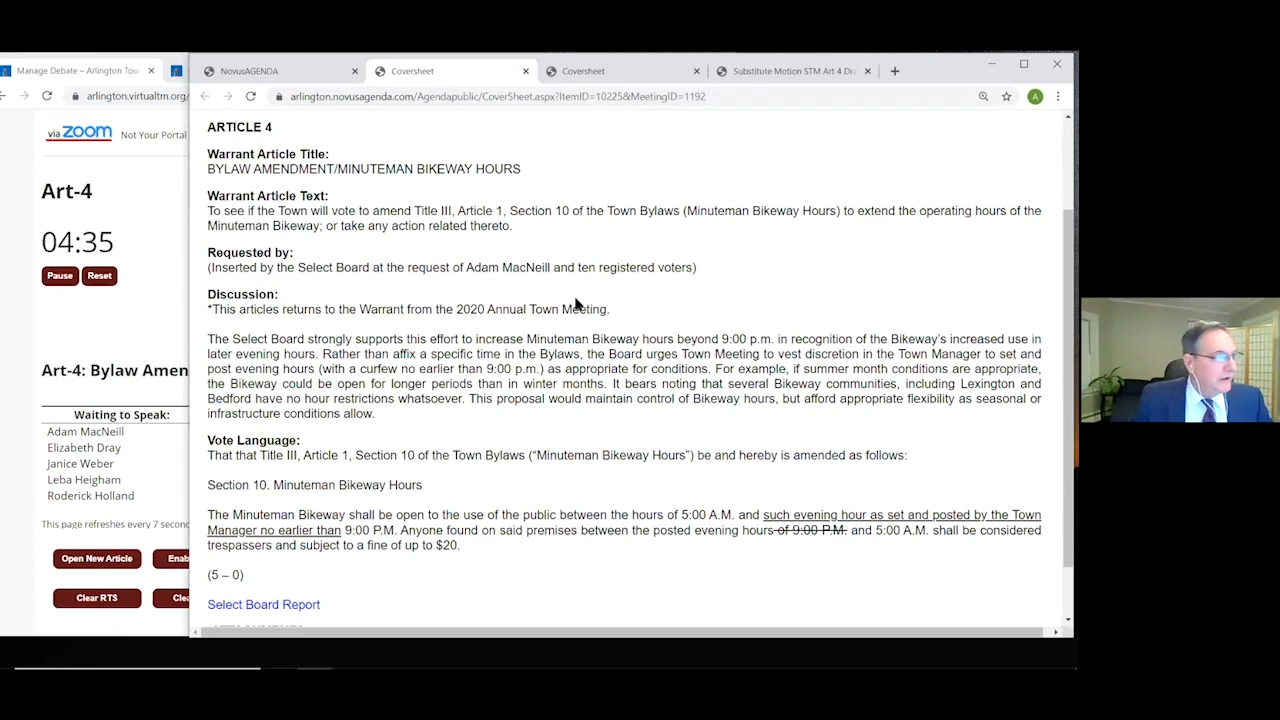 Manage Debate – Arlington Tow
NovusAGENDA
Coversheet
Coversheet
Substitute Motion STM Art 4 Dra
arlington.virtualtm.org/
arlington.novusagenda.com/Agendapublic/CoverSheet.aspx?ItemID=10225&MeetingID=1192
A
via zoom Not Your Portal
Art-4
04:35
Pause Reset
Art-4: Bylaw Amen
Waiting to Speak:
Adam MacNeill
Elizabeth Dray
Janice Weber
Leba Heigham
Roderick Holland
This page refreshes every 7 second
Open New Article Enab
Clear RTS Cle
ARTICLE 4
Warrant Article Title:
BYLAW AMENDMENT/MINUTEMAN BIKEWAY HOURS
Warrant Article Text:
To see if the Town will vote to amend Title III, Article 1, Section 10 of the Town Bylaws (Minuteman Bikeway Hours) to extend the operating hours of the
Minuteman Bikeway; or take any action related thereto.
Requested by:
(Inserted by the Select Board at the request of Adam MacNeill and ten registered voters)
Discussion:
*This articles returns to the Warrant from the 2020 Annual Town Meeting.
The Select Board strongly supports this effort to increase Minuteman Bikeway hours beyond 9:00 p.m. in recognition of the Bikeway's increased use in
later evening hours. Rather than affix a specific time in the Bylaws, the Board urges Town Meeting to vest discretion in the Town Manager to set and
post evening hours (with a curfew no earlier than 9:00 p.m.) as appropriate for conditions. For example, if summer month conditions are appropriate,
the Bikeway could be open for longer periods than in winter months. It bears noting that several Bikeway communities, including Lexington and
Bedford have no hour restrictions whatsoever. This proposal would maintain control of Bikeway hours, but afford appropriate flexibility as seasonal or
infrastructure conditions allow.
Vote Language:
That that Title III, Article 1, Section 10 of the Town Bylaws (“Minuteman Bikeway Hours”) be and hereby is amended as follows:
Section 10. Minuteman Bikeway Hours
The Minuteman Bikeway shall be open to the use of the public between the hours of 5:00 A.M. and such evening hour as set and posted by the Town
Manager no earlier than 9:00 P.M. Anyone found on said premises between the posted evening hours of 9:00 P.M. and 5:00 A.M. shall be considered
trespassers and subject to a fine of up to $20.
(5 – 0)
Select Board Report